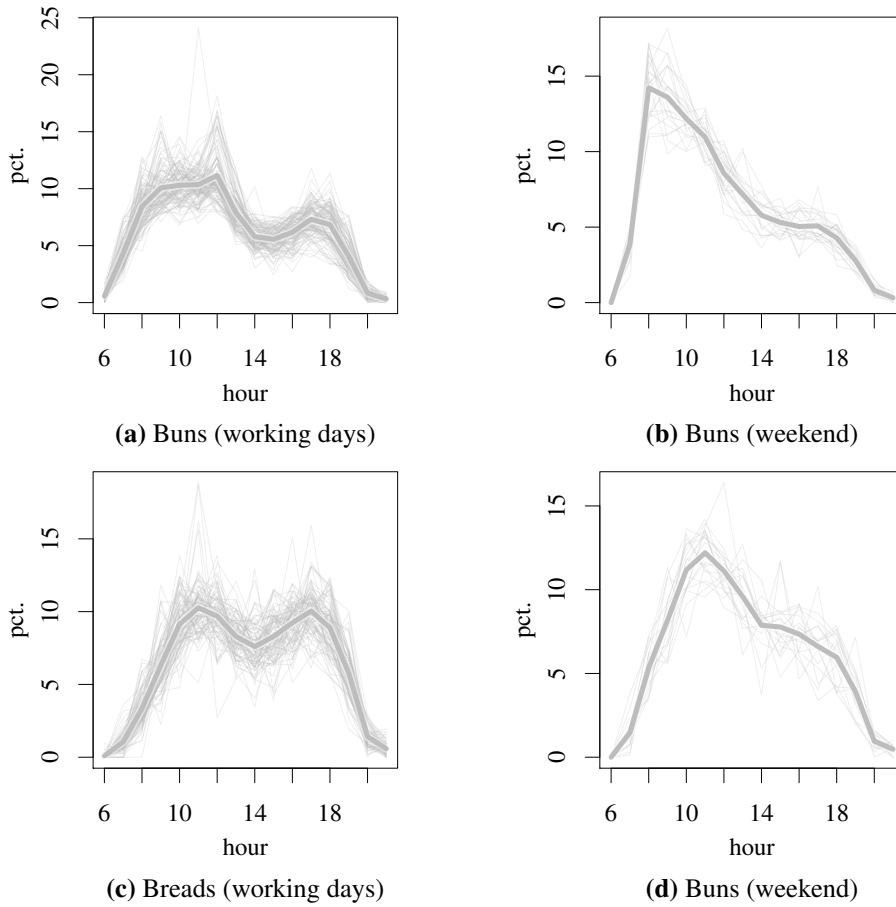 25
20
15
10
5
0
pct.
6 10 14 18
hour
(a) Buns (working days)
15
10
5
0
pct.
6 10 14 18
hour
(b) Buns (weekend)
15
10
5
0
pct.
6 10 14 18
hour
(c) Breads (working days)
15
10
5
0
pct.
6 10 14 18
hour
(d) Buns (weekend)